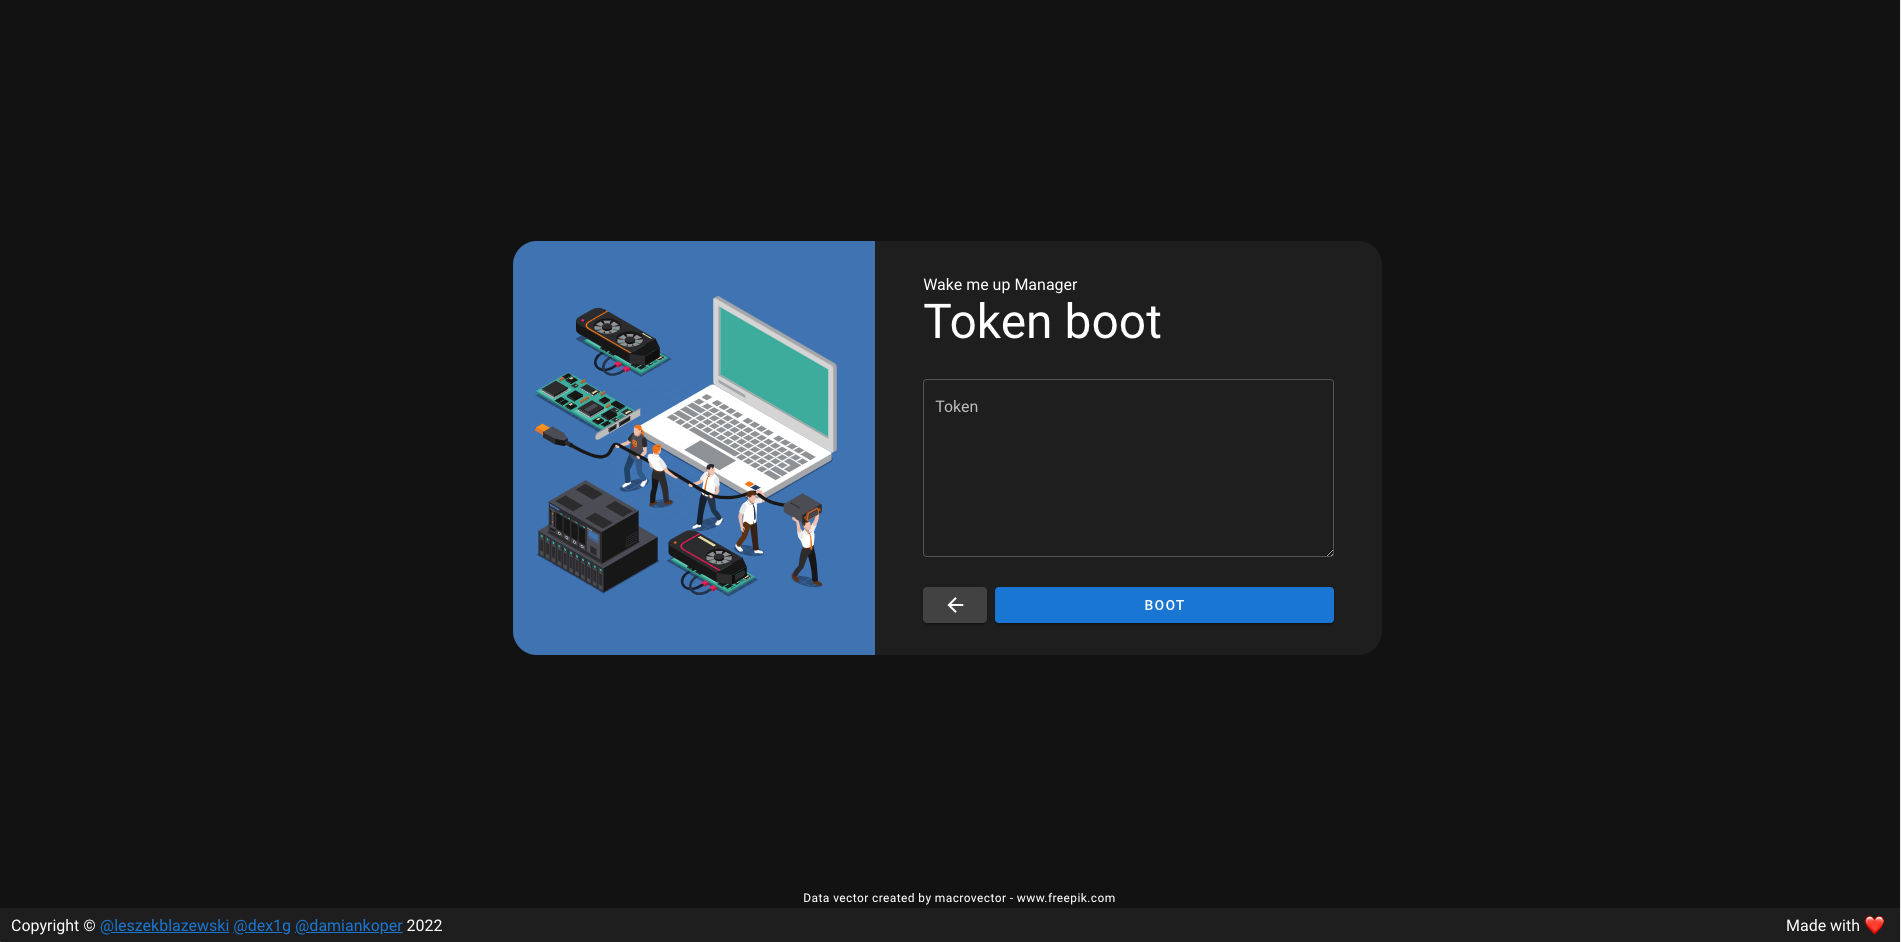 Wake me up Manager
Token boot
Token
BOOT
Data vector created by macrovector - www.freepik.com
Copyright © @leszekblazewski @dex1g @damiankoper 2022
Made with ❤️